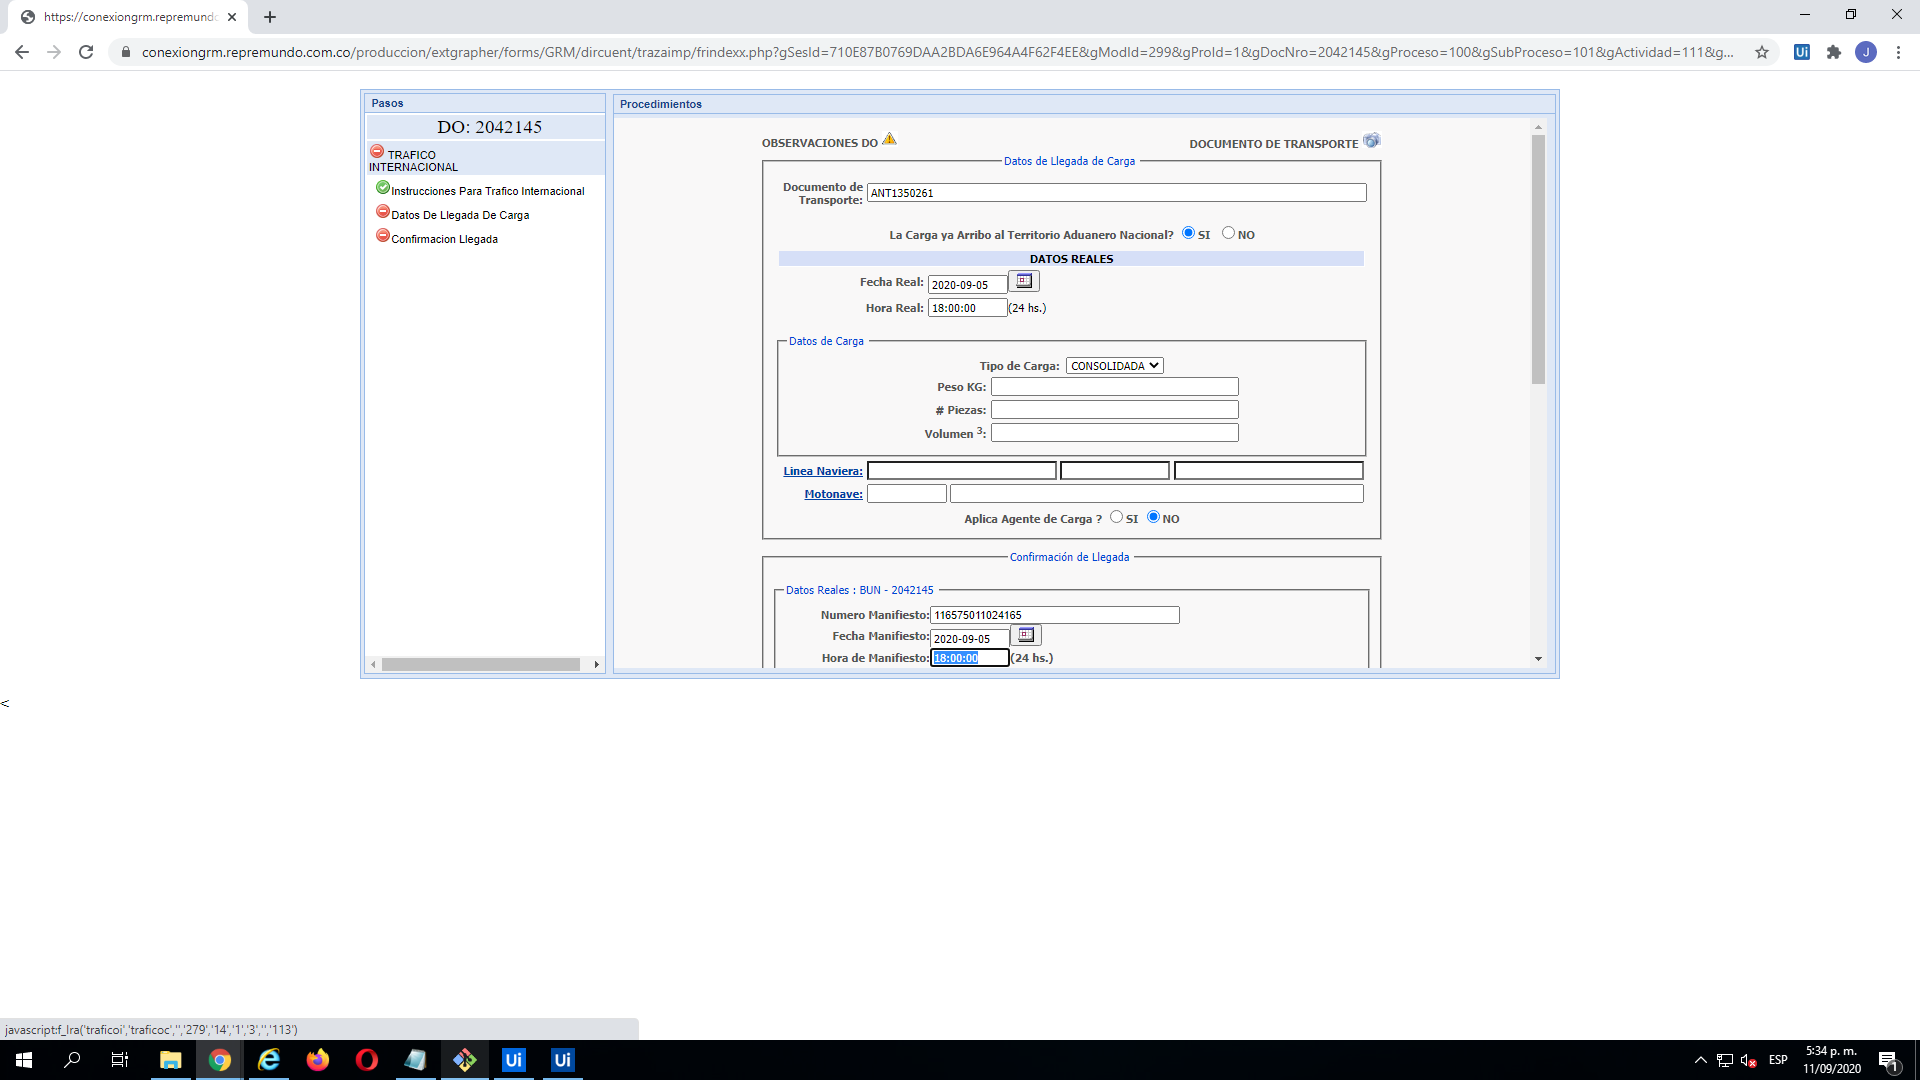 https://conexiongrm.repremundo
conexiongrm.repremundo.com.co/produccion/extgrapher/forms/GRM/dircuent/trazaimp/frindexx.php?gSesId=710E87B0769DAA2BDA6E964A4F62F4EE&gModId=299&gProId=1&gDocNro=2042145&gProceso=100&gSubProceso=101&gActividad=111&g...
Ui
J
Pasos
DO: 2042145
TRAFICO
INTERNACIONAL
Instrucciones Para Trafico Internacional
Datos De Llegada De Carga
Confirmacion Llegada
Procedimientos
OBSERVACIONES DO
DOCUMENTO DE TRANSPORTE
Datos de Llegada de Carga
Documento de
Transporte: ANT1350261
La Carga ya Arribo al Territorio Aduanero Nacional? SI NO
DATOS REALES
Fecha Real: 2020-09-05
Hora Real: 18:00:00 (24 hs.)
Datos de Carga
Tipo de Carga: CONSOLIDADA
Peso KG:
# Piezas:
Volumen 3:
Linea Naviera:
Motonave:
Aplica Agente de Carga ? SI NO
Confirmación de Llegada
Datos Reales : BUN - 2042145
Numero Manifiesto: 116575011024165
Fecha Manifiesto: 2020-09-05
Hora de Manifiesto: 18:00:00 (24 hs.)
<
javascript:f_Ira('traficoi','traficoc','','279','14','1','3','','113')
Ui
Ui
ESP
5:34 p. m.
11/09/2020
1